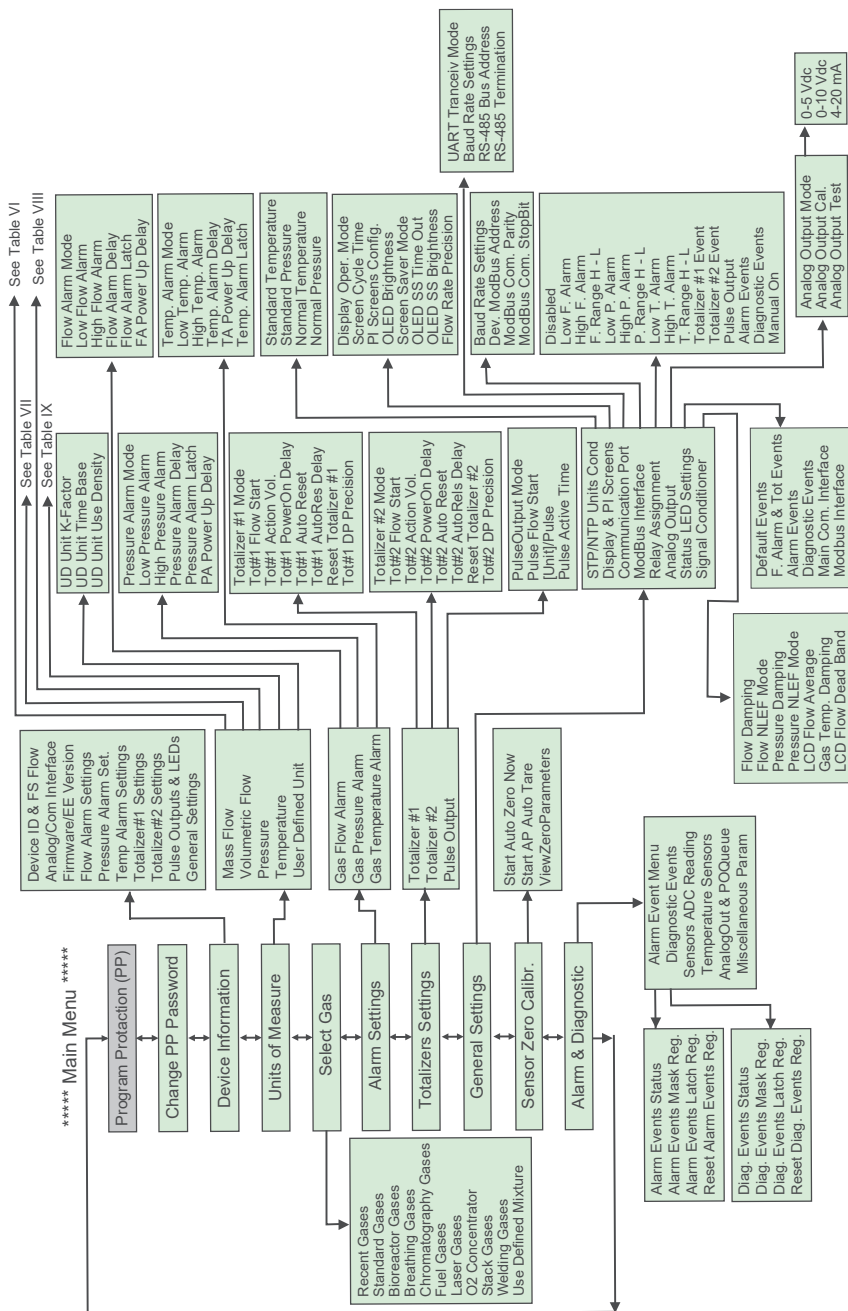 ***** Main Menu *****
Program Protaction (PP)
Change PP Password
Device Information
Units of Measure
Select Gas
Alarm Settings
Totalizers Settings
General Settings
Sensor Zero Calibr.
Alarm & Diagnostic
Recent Gases
Standard Gases
Bioreactor Gases
Breathing Gases
Chromatography Gases
Fuel Gases
Laser Gases
O2 Concentrator
Stack Gases
Welding Gases
Use Defined Mixture
Device ID & FS Flow
Analog/Com Interface
Firmware/EE Version
Flow Alarm Settings
Pressure Alarm Set.
Temp Alarm Settings
Totalizer#1 Settings
Totalizer#2 Settings
Pulse Outputs & LEDs
General Settings
Mass Flow
Volumetric Flow
Pressure
Temperature
User Defined Unit
Gas Flow Alarm
Gas Pressure Alarm
Gas Temperature Alarm
Totalizer #1
Totalizer #2
Pulse Output
Start Auto Zero Now
Start AP Auto Tare
ViewZeroParameters
Alarm Event Menu
Diagnostic Events
Sensors ADC Reading
Temperature Sensors
AnalogOut & POQueue
Miscellaneous Param
Alarm Events Status
Alarm Events Mask Reg.
Alarm Events Latch Reg.
Reset Alarm Events Reg.
Diag. Events Status
Diag. Events Mask Reg.
Diag. Events Latch Reg.
Reset Diag. Events Reg.
See Table VI
See Table VIII
See Table VII
See Table IX
UD Unit K-Factor
UD Unit Time Base
UD Unit Use Density
Pressure Alarm Mode
Low Pressure Alarm
High Pressure Alarm
Pressure Alarm Delay
Pressure Alarm Latch
PA Power Up Delay
Totalizer #1 Mode
Tot#1 Flow Start
Tot#1 Action Vol.
Tot#1 PowerOn Delay
Tot#1 Auto Reset
Tot#1 AutoRes Delay
Reset Totalizer #1
Tot#1 DP Precision
Totalizer #2 Mode
Tot#2 Flow Start
Tot#2 Action Vol.
Tot#2 PowerOn Delay
Tot#2 Auto Reset
Tot#2 AutoRels Delay
Reset Totalizer #2
Tot#2 DP Precision
PulseOutput Mode
Pulse Flow Start
[Unit]/Pulse
Pulse Active Time
STP/NTP Units Cond
Display & PI Screens
Communication Port
ModBus Interface
Relay Assignment
Analog Output
Status LED Settings
Signal Conditioner
Default Events
F. Alarm & Tot Events
Alarm Events
Diagnostic Events
Main Com. Interface
Modbus Interface
Flow Damping
Flow NLEF Mode
Pressure Damping
Pressure NLEF Mode
LCD Flow Average
Gas Temp. Damping
LCD Flow Dead Band
Flow Alarm Mode
Low Flow Alarm
High Flow Alarm
Flow Alarm Delay
Flow Alarm Latch
FA Power Up Delay
Temp. Alarm Mode
Low Temp. Alarm
High Temp. Alarm
Temp. Alarm Delay
TA Power Up Delay
Temp. Alarm Latch
Standard Temperature
Standard Pressure
Normal Temperature
Normal Pressure
Display Oper. Mode
Screen Cycle Time
PI Screens Config.
OLED Brightness
Screen Saver Mode
OLED SS Time Out
OLED SS Brightness
Flow Rate Precision
UART Tranceiv Mode
Baud Rate Settings
RS-485 Bus Address
RS-485 Termination
Baud Rate Settings
Dev. ModBus Address
ModBus Com. Parity
ModBus Com. StopBit
Disabled
Low F. Alarm
High F. Alarm
F. Range H - L
Low P. Alarm
High P. Alarm
P. Range H - L
Low T. Alarm
High T. Alarm
T. Range H - L
Totalizer #1 Event
Totalizer #2 Event
Pulse Output
Alarm Events
Diagnostic Events
Manual On
Analog Output Mode
Analog Output Cal.
Analog Output Test
0-5 Vdc
0-10 Vdc
4-20 mA